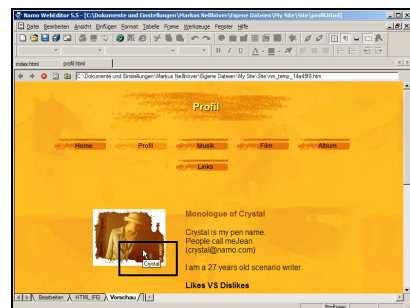 Namo WebEditor 5.5 - [C:\Dokumente und Einstellungen\Markus Neßhöver\Eigene Dateien\My Site\Site\profil.html]
Datei Bearbeiten Ansicht Einfügen Format Tabelle Frame Werkzeuge Fenster Hilfe
index.html profil.html
C:\Dokumente und Einstellungen\Markus Neßhöver\Eigene Dateien\My Site\Site\nm_temp_14a49f8.htm
Profil
Home Profil Musik Film Album
Links
Monologue of Crystal
Crystal is my pen name.
People call meJean.
(crystal@namo.com)
Crystal
I am a 27 years old scenario writer.
Likes VS Dislikes
Bearbeiten HTML (F6) Vorschau
Einfügen